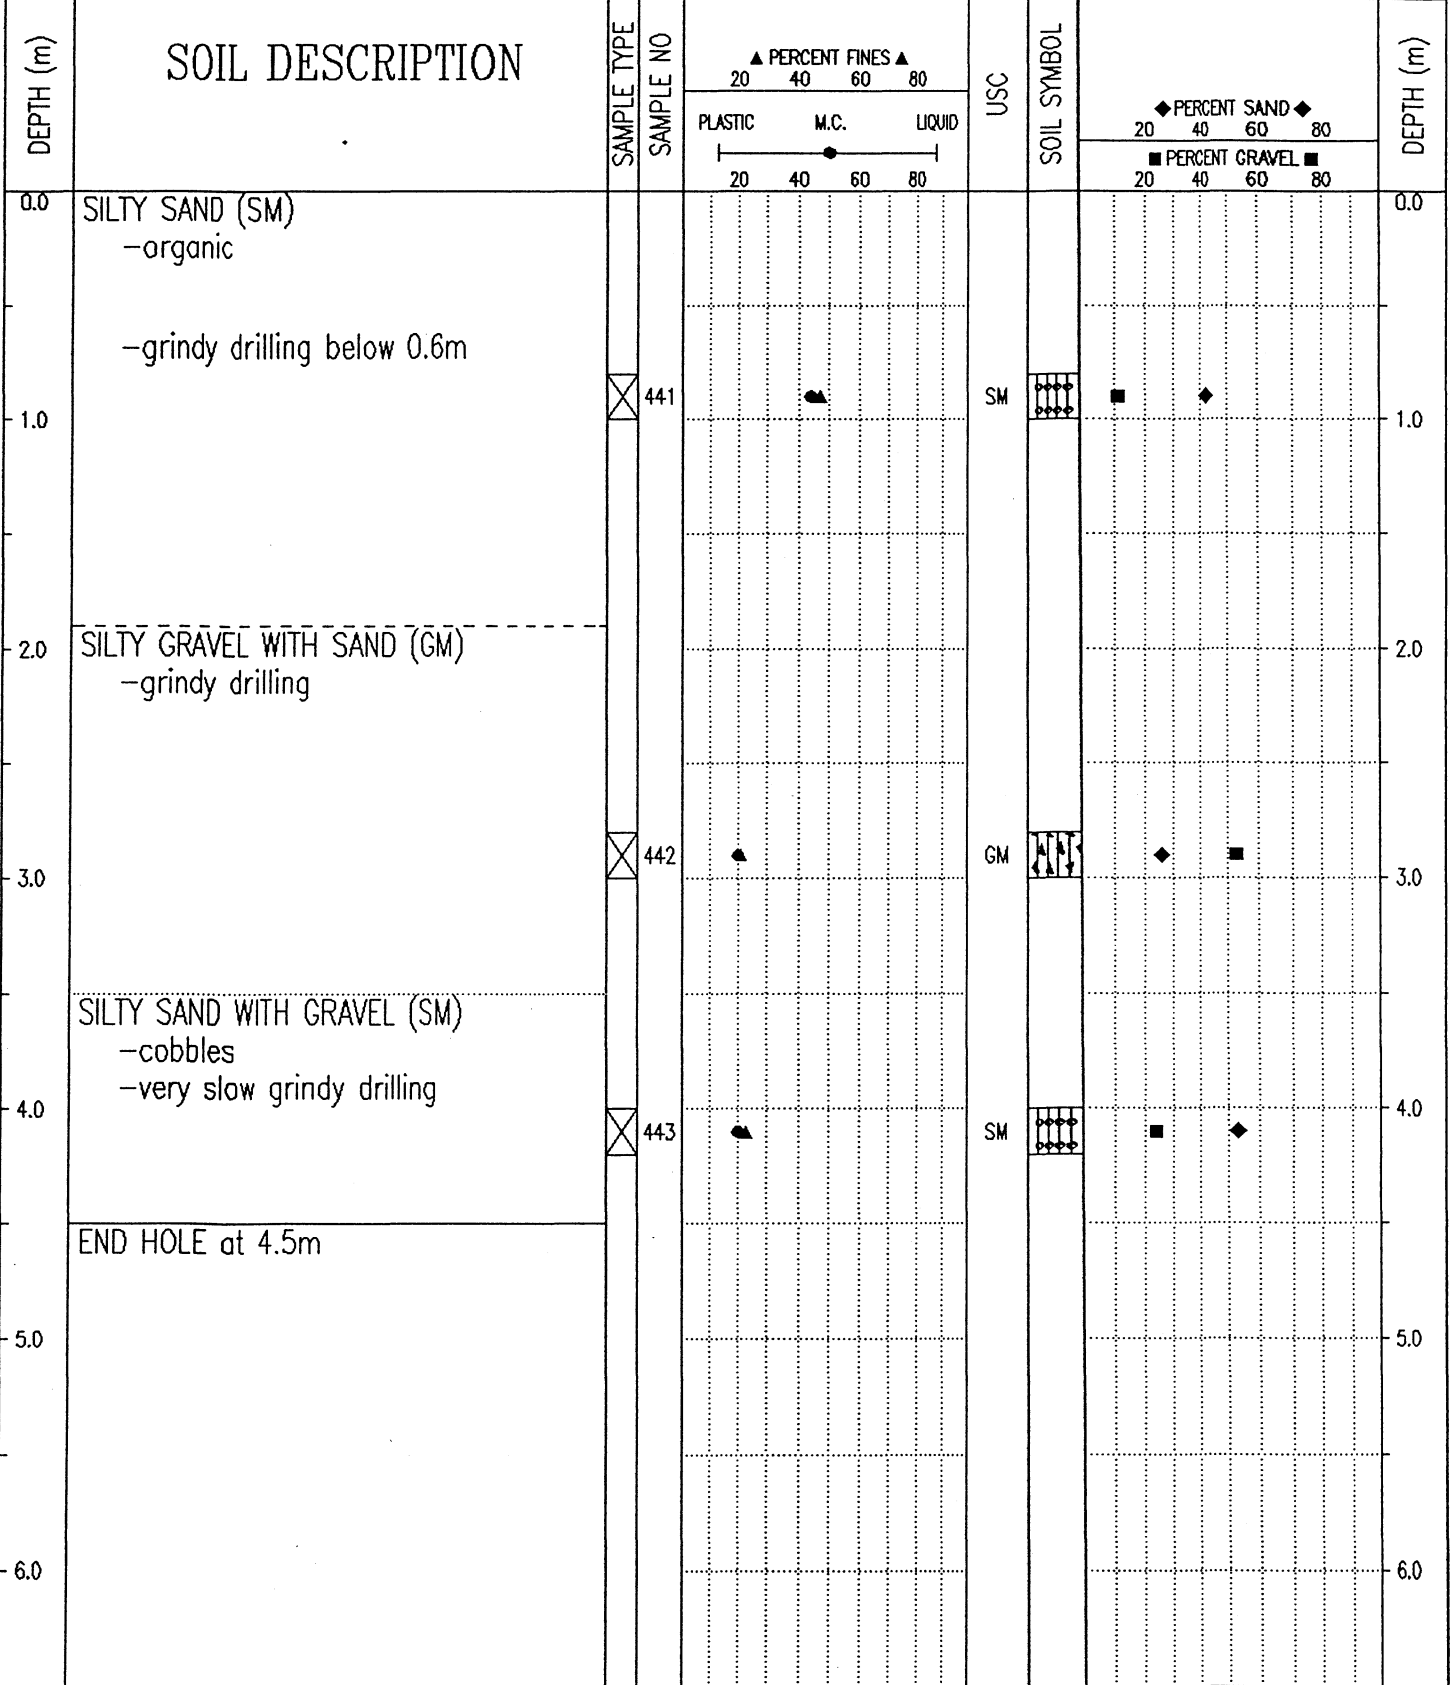 DEPTH (m)
SOIL DESCRIPTION
SAMPLE TYPE
SAMPLE NO
▲ PERCENT FINES ▲
20 40 60 80
PLASTIC M.C. LIQUID
20 40 60 80
USC
SOIL SYMBOL
◆ PERCENT SAND ◆
20 40 60 80
■ PERCENT GRAVEL ■
20 40 60 80
DEPTH (m)
0.0 SILTY SAND (SM) 0.0
-organic
-grindy drilling below 0.6m
441 SM
1.0 1.0
2.0 SILTY GRAVEL WITH SAND (GM) 2.0
-grindy drilling
442 GM
3.0 3.0
SILTY SAND WITH GRAVEL (SM)
-cobbles
-very slow grindy drilling
4.0 4.0
443 SM
END HOLE at 4.5m
5.0 5.0
6.0 6.0